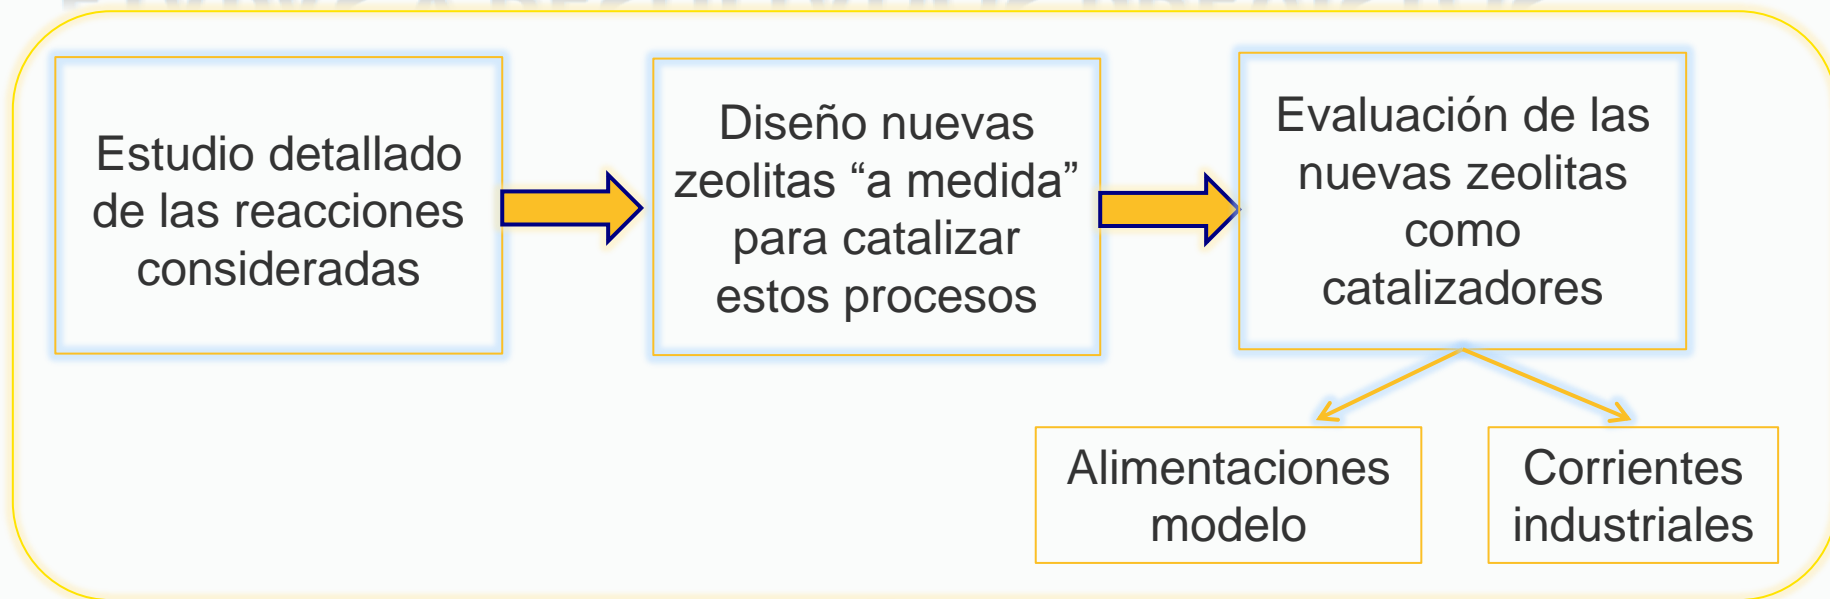 Estudio detallado
de las reacciones
consideradas
Diseño nuevas
zeolitas “a medida”
para catalizar
estos procesos
Evaluación de las
nuevas zeolitas
como
catalizadores
Alimentaciones
modelo
Corrientes
industriales